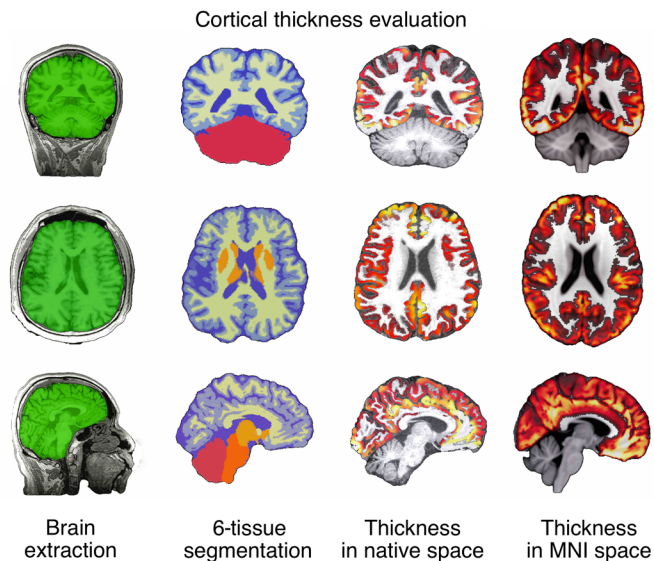 Cortical thickness evaluation
Brain
extraction
6-tissue
segmentation
Thickness
in native space
Thickness
in MNI space